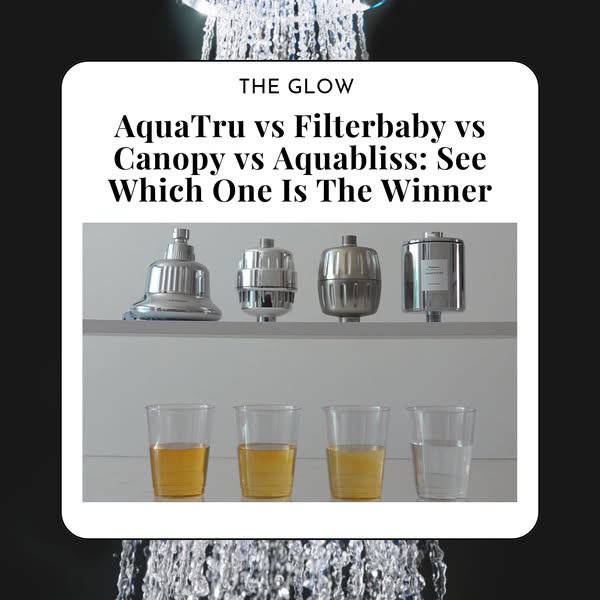 THE GLOW
AquaTru vs Filterbaby vs
Canopy vs Aquabliss: See
Which One Is The Winner